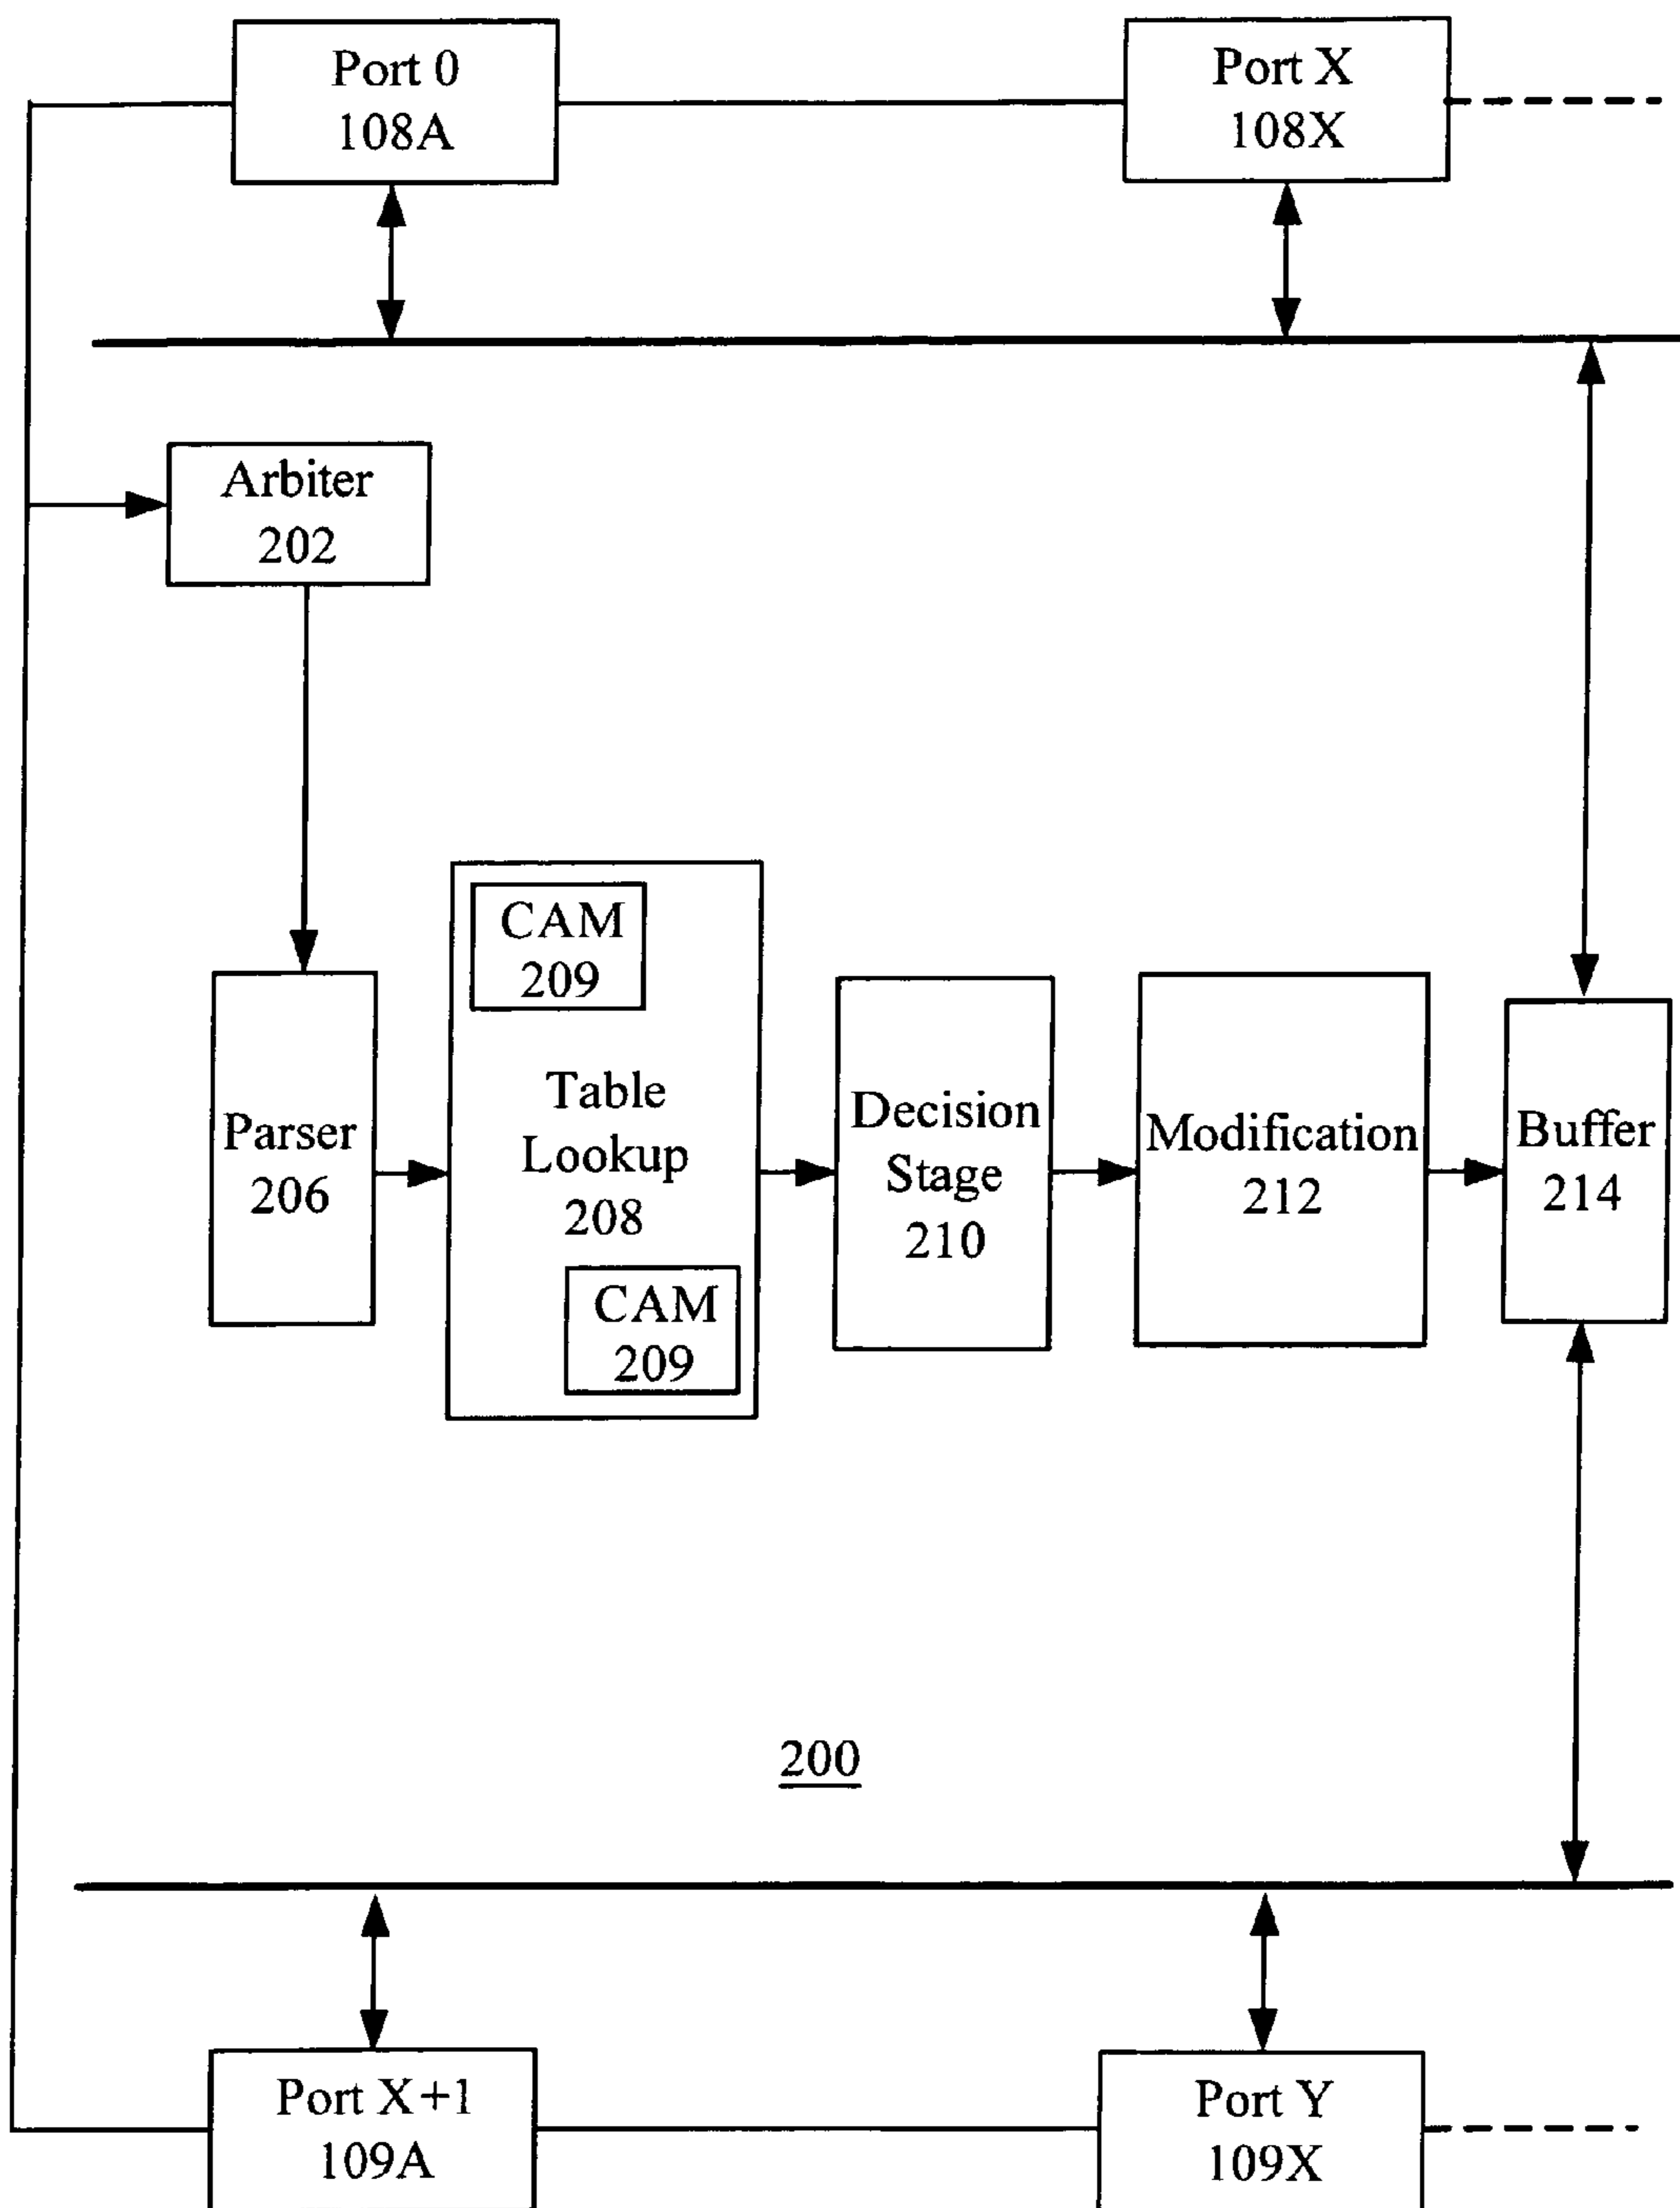 Port 0
108A
Port X
108X
Arbiter
202
CAM
209
Table
Lookup
208
CAM
209
Parser
206
Decision
Stage
210
Modification
212
Buffer
214
200
Port X+1
109A
Port Y
109X